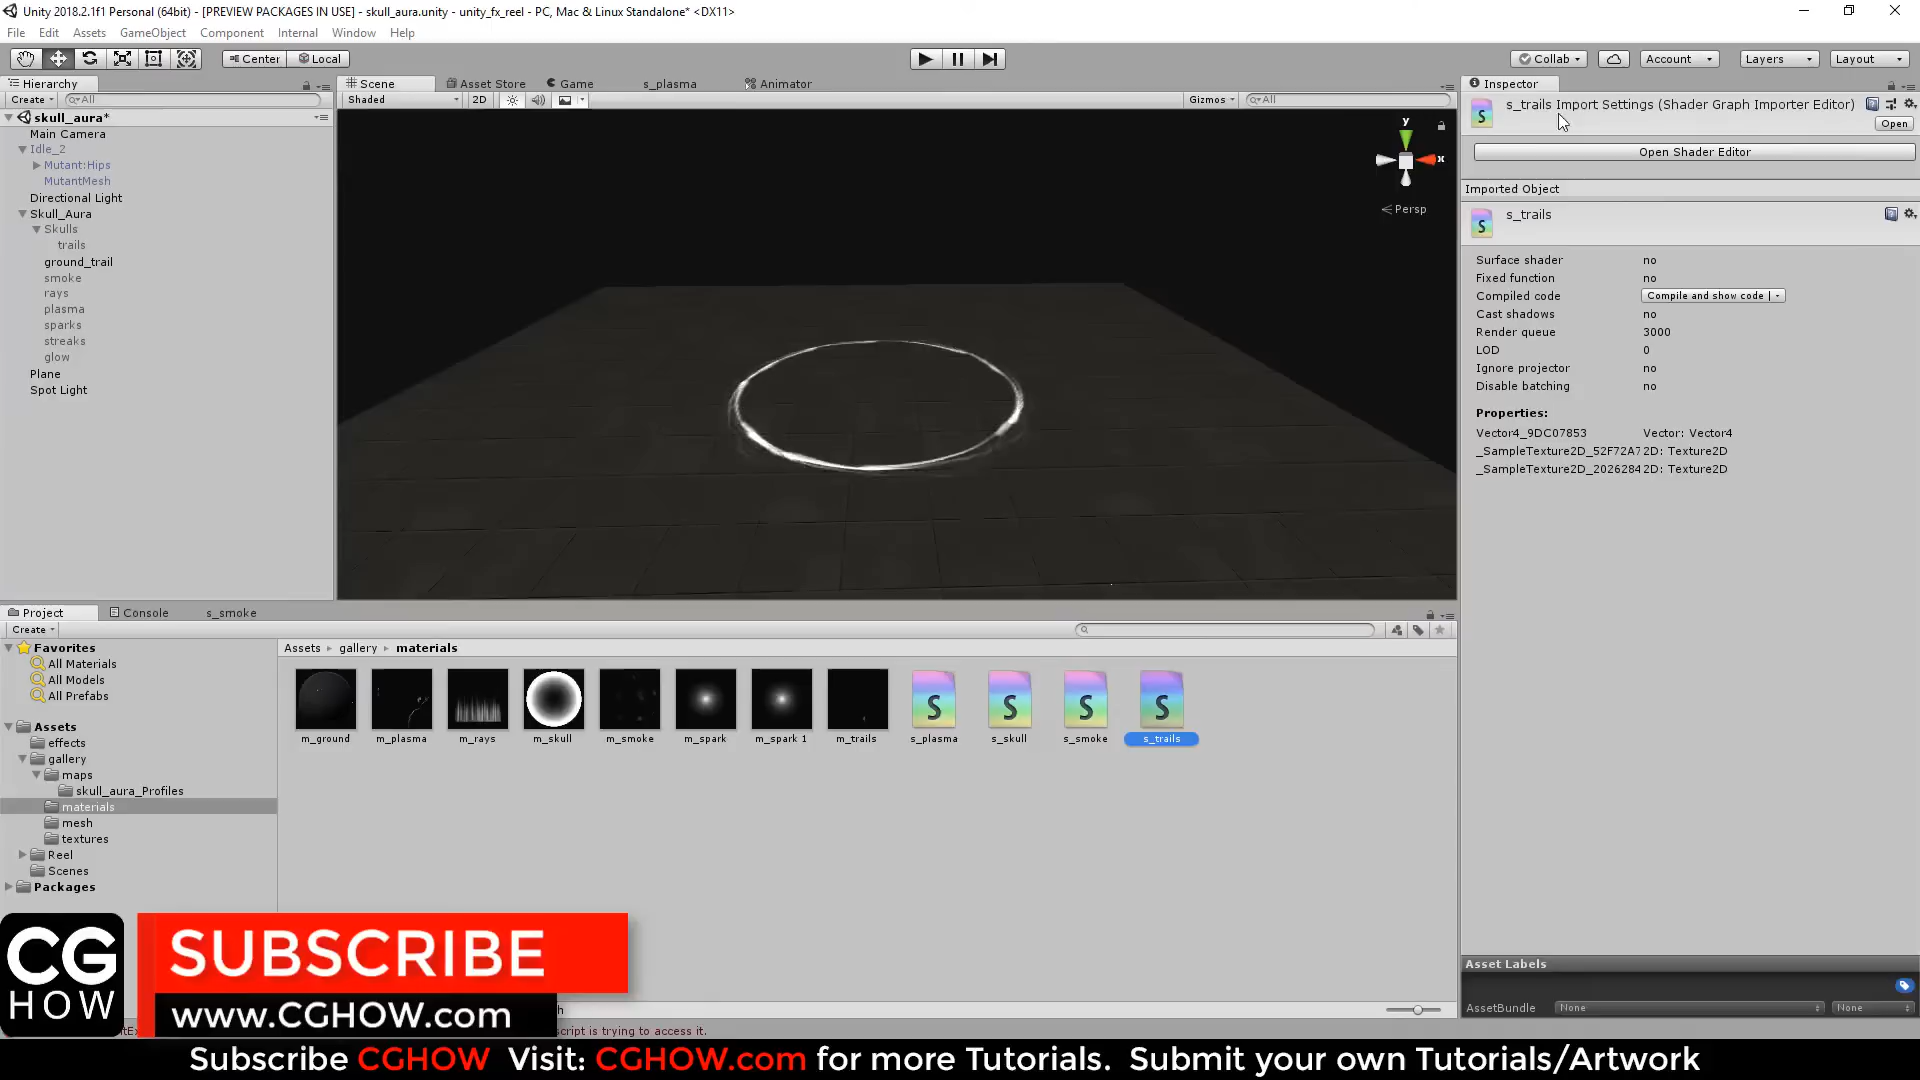 Unity 2018.2.1f1 Personal (64bit) - [PREVIEW PACKAGES IN USE] - skull_aura.unity - unity_fx_reel - PC, Mac & Linux Standalone* <DX11>
File Edit Assets GameObject Component Internal Window Help
Center Local Collab Account Layers Layout
Hierarchy
Create All
skull_aura*
Main Camera
Idle_2
Mutant:Hips
MutantMesh
Directional Light
Skull_Aura
Skulls
trails
ground_trail
smoke
rays
plasma
sparks
streaks
glow
Plane
Spot Light
Scene Asset Store Game s_plasma Animator
Shaded 2D Gizmos All
y
x
Persp
Inspector
s_trails Import Settings (Shader Graph Importer Editor)
Open
Open Shader Editor
Imported Object
s_trails
Surface shader no
Fixed function no
Compiled code Compile and show code
Cast shadows no
Render queue 3000
LOD 0
Ignore projector no
Disable batching no
Properties:
Vector4_9DC07853 Vector: Vector4
_SampleTexture2D_52F72A7 2D: Texture2D
_SampleTexture2D_2026284 2D: Texture2D
Asset Labels
AssetBundle None None
Project Console s_smoke
Create
Favorites
All Materials
All Models
All Prefabs
Assets
effects
gallery
maps
skull_aura_Profiles
materials
mesh
textures
Reel
Scenes
Packages
Assets gallery materials
m_ground m_plasma m_rays m_skull m_smoke m_spark m_spark 1 m_trails s_plasma s_skull s_smoke s_trails
script is trying to access it.
CG
HOW
SUBSCRIBE
www.CGHOW.com
Subscribe CGHOW Visit: CGHOW.com for more Tutorials. Submit your own Tutorials/Artwork